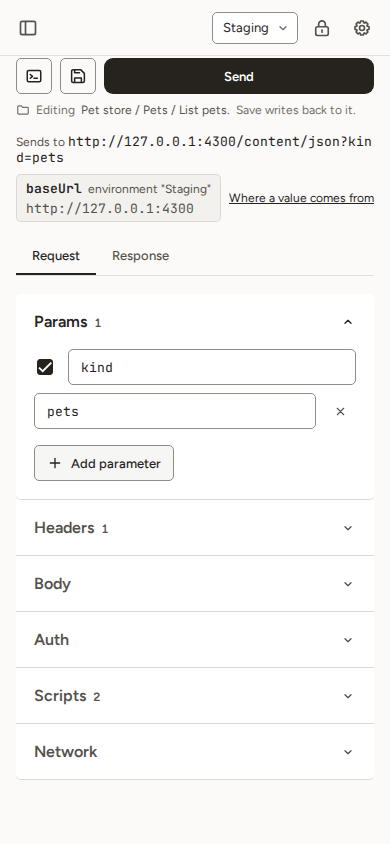 Staging
Send
Editing Pet store / Pets / List pets. Save writes back to it.
Sends to http://127.0.0.1:4300/content/json?kin
d=pets
baseUrl environment "Staging"
http://127.0.0.1:4300
Where a value comes from
Request Response
Params 1
kind
pets
Add parameter
Headers 1
Body
Auth
Scripts 2
Network